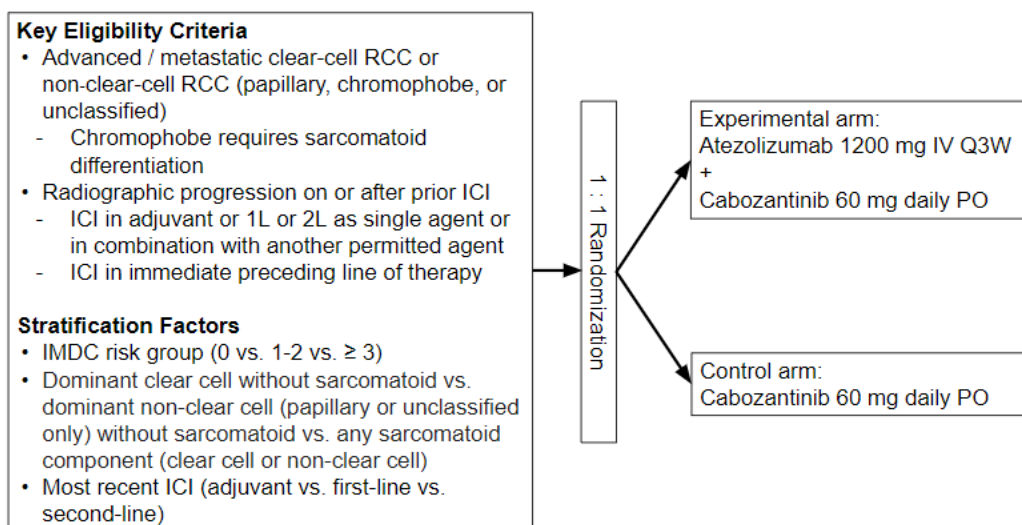 Key Eligibility Criteria
• Advanced / metastatic clear-cell RCC or
non-clear-cell RCC (papillary, chromophobe, or
unclassified)
- Chromophobe requires sarcomatoid
differentiation
• Radiographic progression on or after prior ICI
- ICI in adjuvant or 1L or 2L as single agent or
in combination with another permitted agent
- ICI in immediate preceding line of therapy
Stratification Factors
• IMDC risk group (0 vs. 1-2 vs. ≥ 3)
• Dominant clear cell without sarcomatoid vs.
dominant non-clear cell (papillary or unclassified
only) without sarcomatoid vs. any sarcomatoid
component (clear cell or non-clear cell)
• Most recent ICI (adjuvant vs. first-line vs.
second-line)
1 : 1 Randomization
Experimental arm:
Atezolizumab 1200 mg IV Q3W
+
Cabozantinib 60 mg daily PO
Control arm:
Cabozantinib 60 mg daily PO